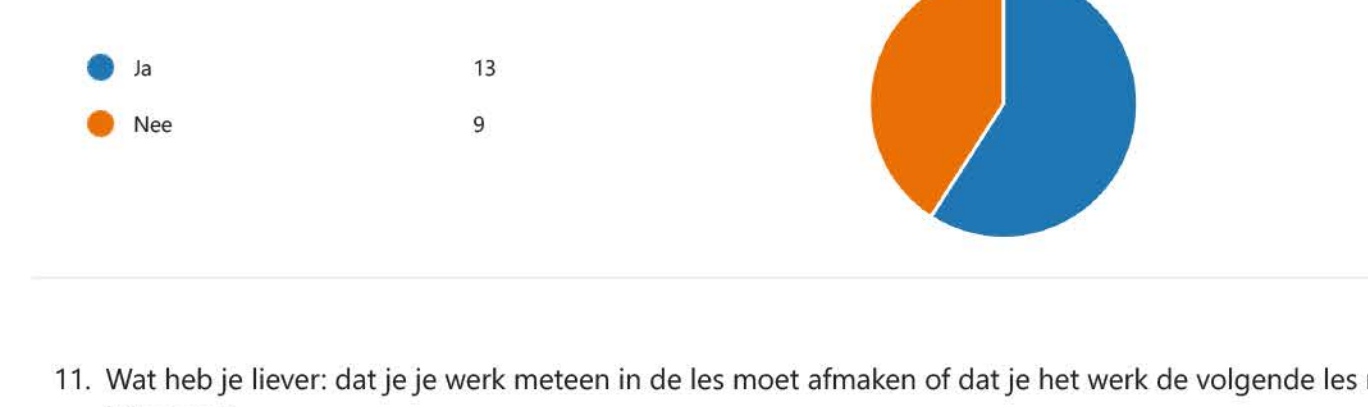 Ja 13
Nee 9
11. Wat heb je liever: dat je je werk meteen in de les moet afmaken of dat je het werk de volgende les